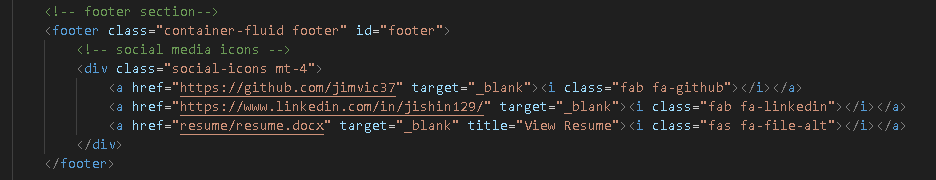 <!-- footer section-->
<footer class="container-fluid footer" id="footer">
<!-- social media icons -->
<div class="social-icons mt-4">
<a href="https://github.com/jimvic37" target="_blank"><i class="fab fa-github"></i></a>
<a href="https://www.linkedin.com/in/jishin129/" target="_blank"><i class="fab fa-linkedin"></i></a>
<a href="resume/resume.docx" target="_blank" title="View Resume"><i class="fas fa-file-alt"></i></a>
</div>
</footer>